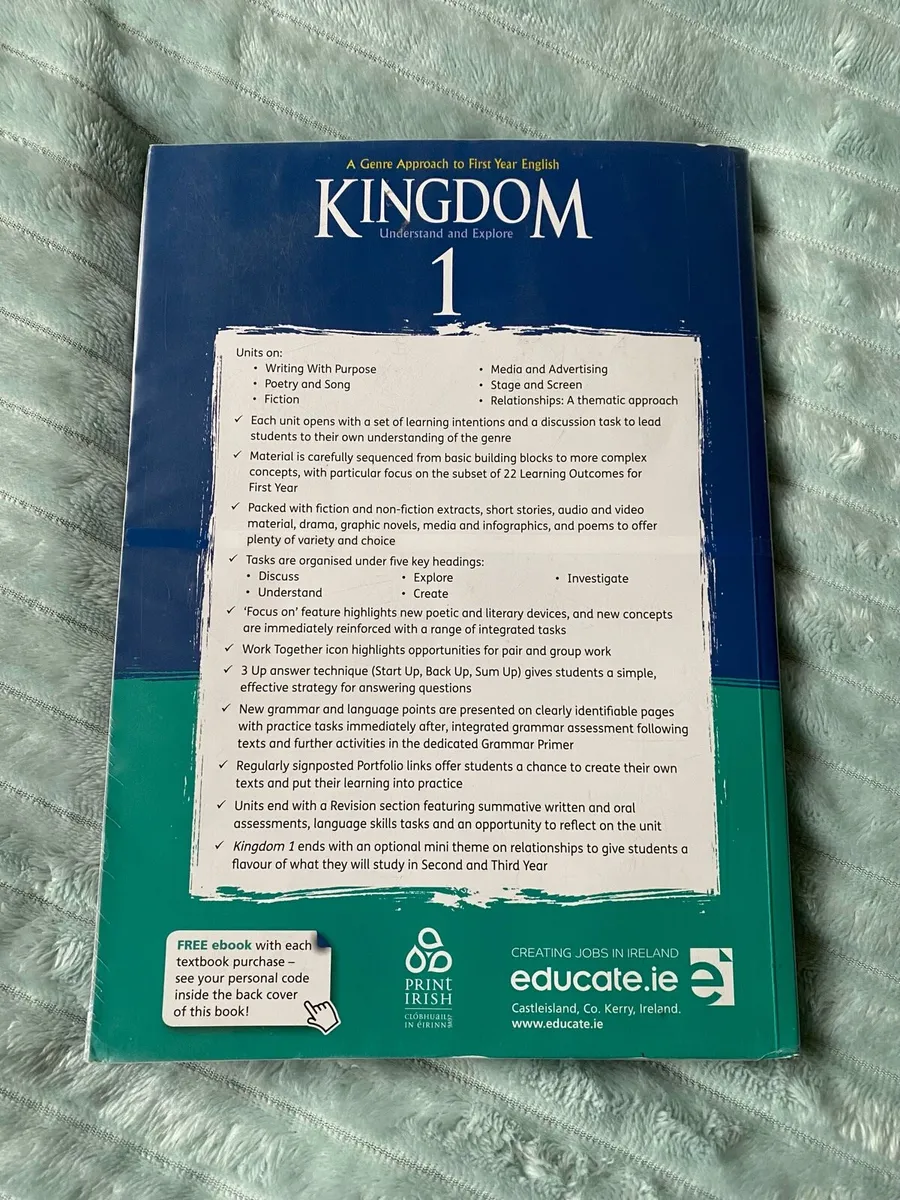 A Genre Approach to First Year English
KINGDOM
Understand and Explore
1
Units on:
• Writing With Purpose
• Poetry and Song
• Fiction
• Media and Advertising
• Stage and Screen
• Relationships: A thematic approach
✓ Each unit opens with a set of learning intentions and a discussion task to lead
students to their own understanding of the genre
✓ Material is carefully sequenced from basic building blocks to more complex
concepts, with particular focus on the subset of 22 Learning Outcomes for
First Year
✓ Packed with fiction and non-fiction extracts, short stories, audio and video
material, drama, graphic novels, media and infographics, and poems to offer
plenty of variety and choice
✓ Tasks are organised under five key headings:
• Discuss
• Understand
• Explore
• Create
• Investigate
✓ 'Focus on' feature highlights new poetic and literary devices, and new concepts
are immediately reinforced with a range of integrated tasks
✓ Work Together icon highlights opportunities for pair and group work
✓ 3 Up answer technique (Start Up, Back Up, Sum Up) gives students a simple,
effective strategy for answering questions
✓ New grammar and language points are presented on clearly identifiable pages
with practice tasks immediately after, integrated grammar assessment following
texts and further activities in the dedicated Grammar Primer
✓ Regularly signposted Portfolio links offer students a chance to create their own
texts and put their learning into practice
✓ Units end with a Revision section featuring summative written and oral
assessments, language skills tasks and an opportunity to reflect on the unit
✓ Kingdom 1 ends with an optional mini theme on relationships to give students a
flavour of what they will study in Second and Third Year
FREE ebook with each
textbook purchase –
see your personal code
inside the back cover
of this book!
PRINT
IRISH
CLÓBHUAILT
IN ÉIRINN
CREATING JOBS IN IRELAND
educate.ie
Castleisland, Co. Kerry, Ireland.
www.educate.ie